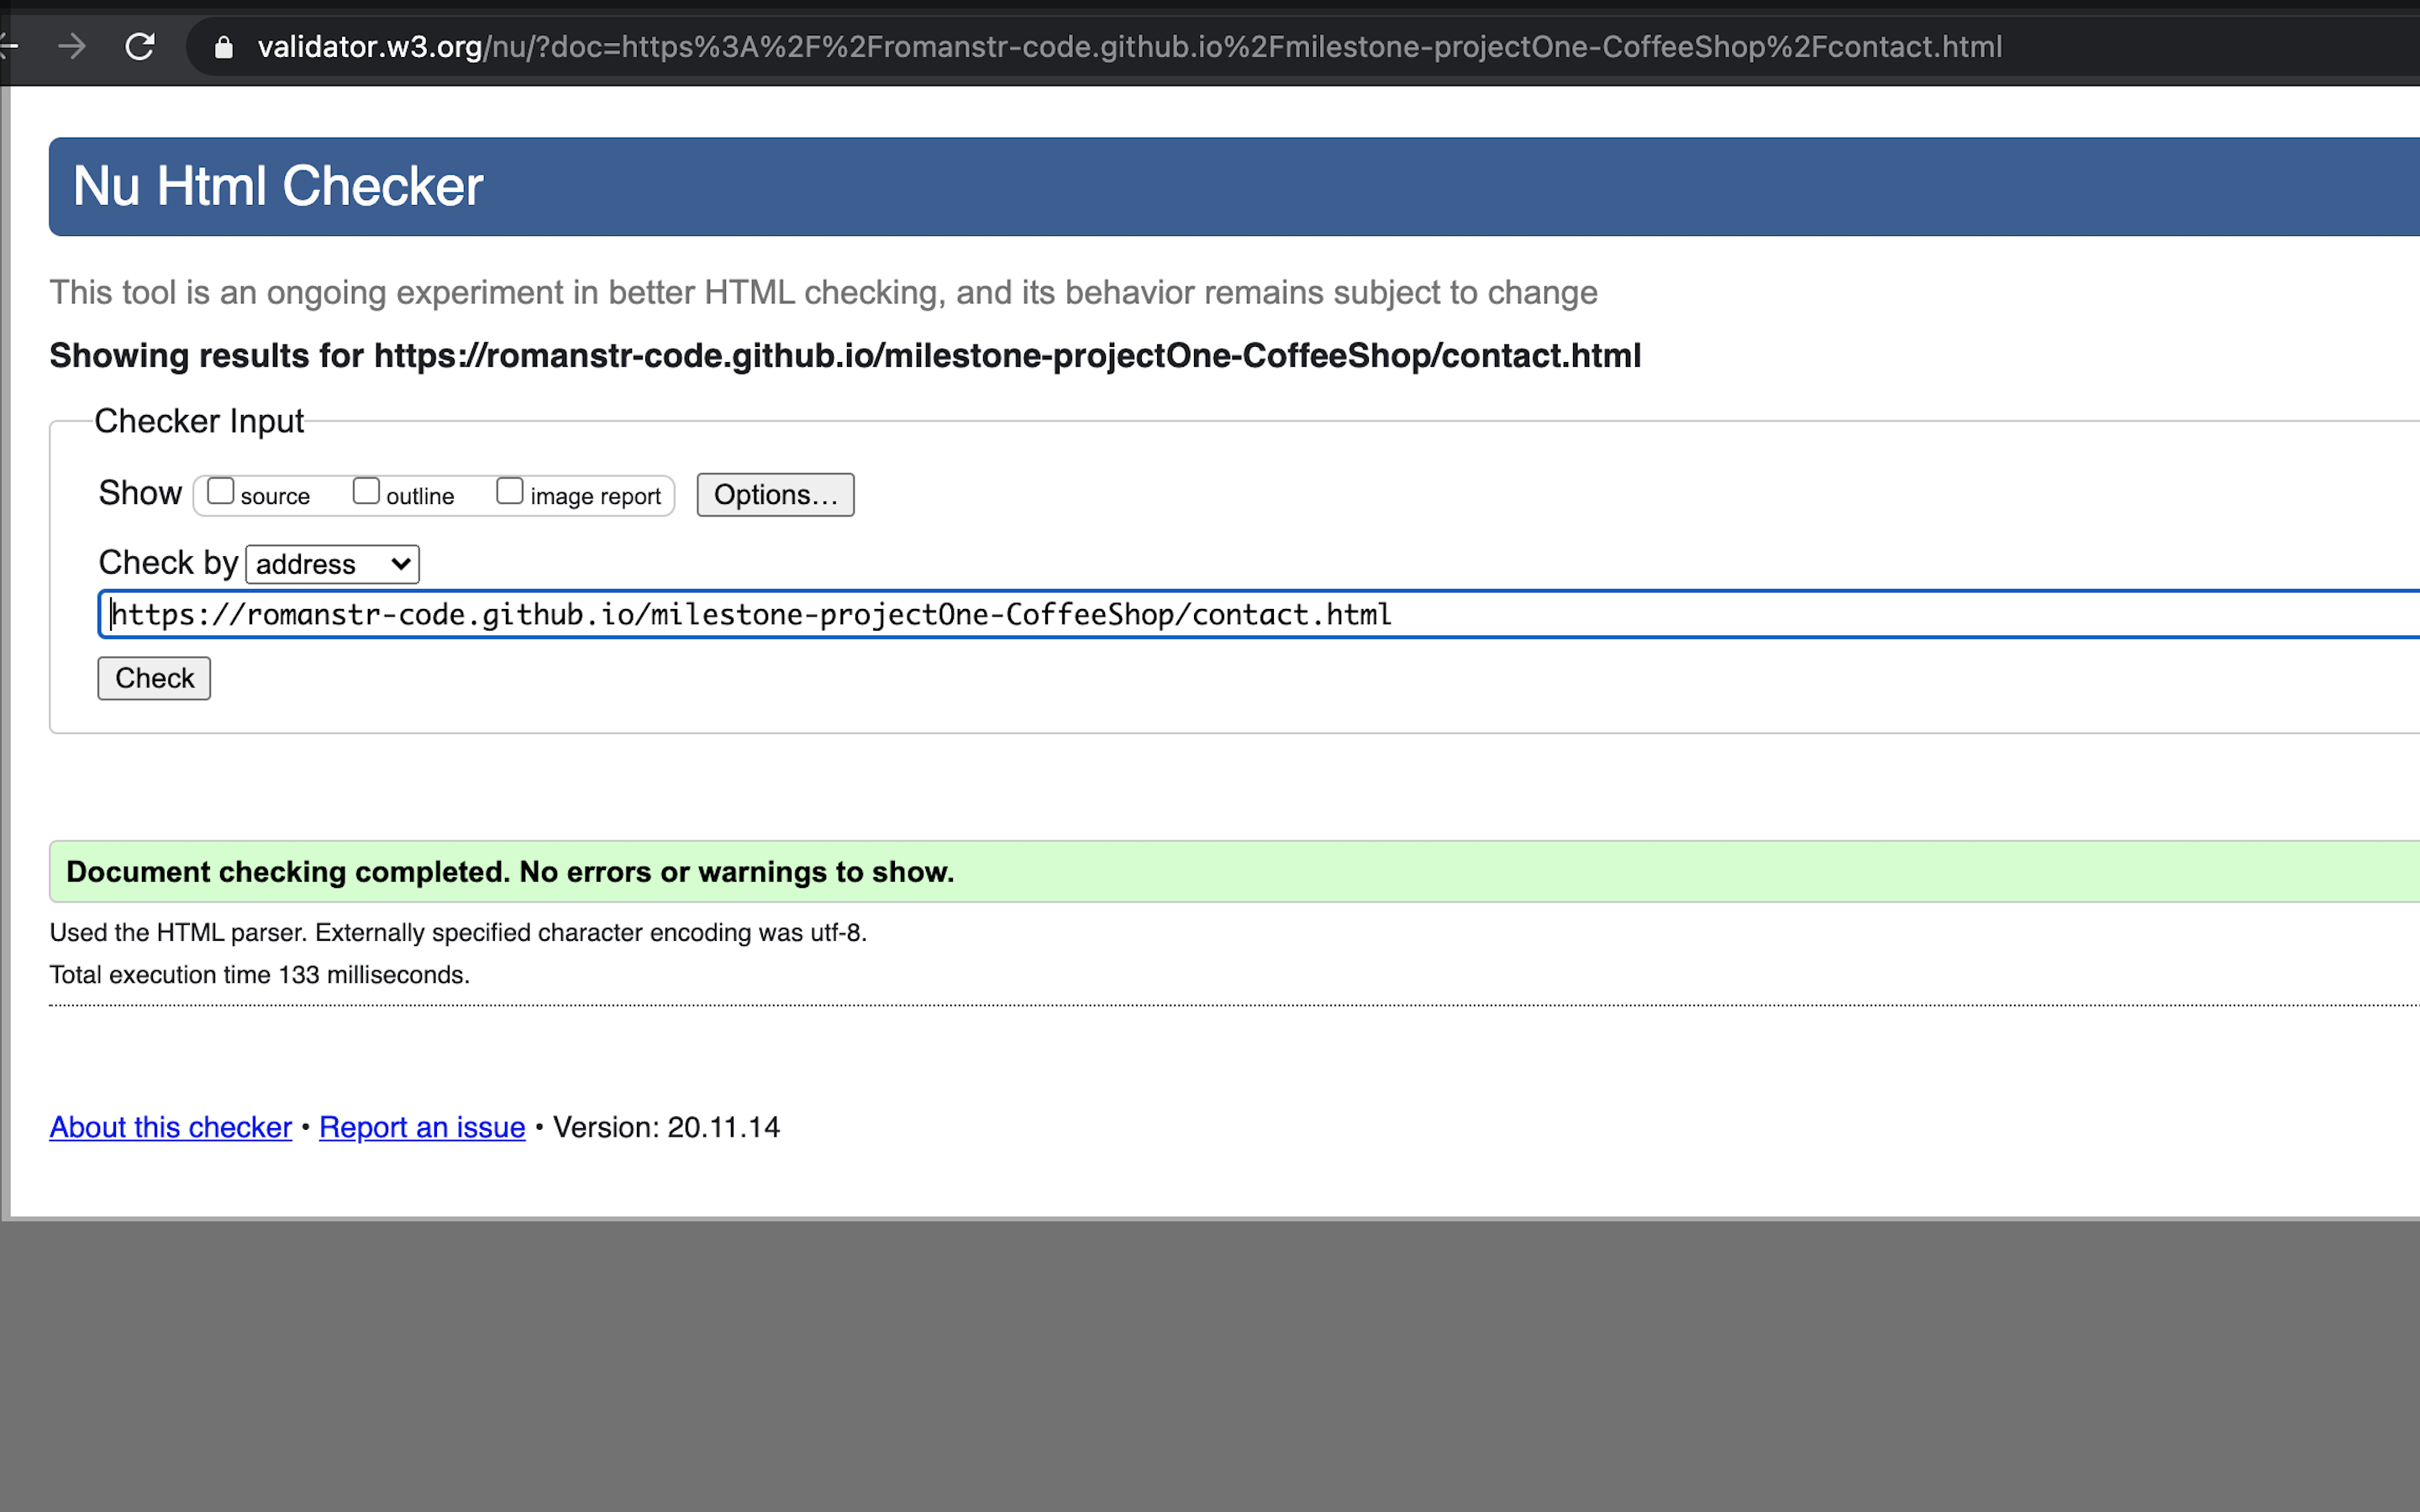 validator.w3.org/nu/?doc=https%3A%2F%2Fromanstr-code.github.io%2Fmilestone-projectOne-CoffeeShop%2Fcontact.html
Nu Html Checker
This tool is an ongoing experiment in better HTML checking, and its behavior remains subject to change
Showing results for https://romanstr-code.github.io/milestone-projectOne-CoffeeShop/contact.html
Checker Input
Show source outline image report Options…
Check by address
https://romanstr-code.github.io/milestone-projectOne-CoffeeShop/contact.html
Check
Document checking completed. No errors or warnings to show.
Used the HTML parser. Externally specified character encoding was utf-8.
Total execution time 133 milliseconds.
About this checker • Report an issue • Version: 20.11.14